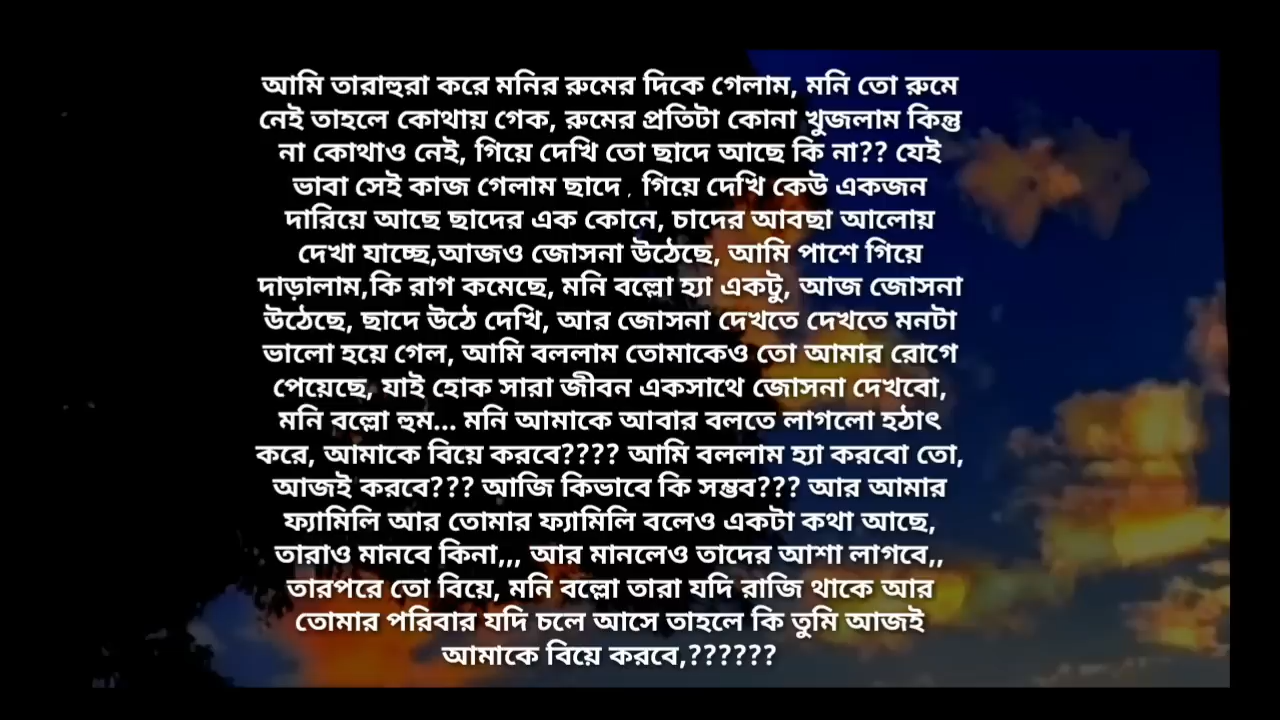 আমি তারাহুরা করে মনির রুমের দিকে গেলাম, মনি তো রুমে
নেই তাহলে কোথায় গেক, রুমের প্রতিটা কোনা খুজলাম কিন্তু
না কোথাও নেই, গিয়ে দেখি তো ছাদে আছে কি না?? যেই
ভাবা সেই কাজ গেলাম ছাদে , গিয়ে দেখি কেউ একজন
দারিয়ে আছে ছাদের এক কোনে, চাদের আবছা আলোয়
দেখা যাচ্ছে,আজও জোসনা উঠেছে, আমি পাশে গিয়ে
দাড়ালাম,কি রাগ কমেছে, মনি বল্লো হ্যা একটু, আজ জোসনা
উঠেছে, ছাদে উঠে দেখি, আর জোসনা দেখতে দেখতে মনটা
ভালো হয়ে গেল, আমি বললাম তোমাকেও তো আমার রোগে
পেয়েছে, যাই হোক সারা জীবন একসাথে জোসনা দেখবো,
মনি বল্লো হুম... মনি আমাকে আবার বলতে লাগলো হঠাৎ
করে, আমাকে বিয়ে করবে???? আমি বললাম হ্যা করবো তো,
আজই করবে??? আজি কিভাবে কি সম্ভব??? আর আমার
ফ্যামিলি আর তোমার ফ্যামিলি বলেও একটা কথা আছে,
তারাও মানবে কিনা,,, আর মানলেও তাদের আশা লাগবে,,
তারপরে তো বিয়ে, মনি বল্লো তারা যদি রাজি থাকে আর
তোমার পরিবার যদি চলে আসে তাহলে কি তুমি আজই
আমাকে বিয়ে করবে,??????